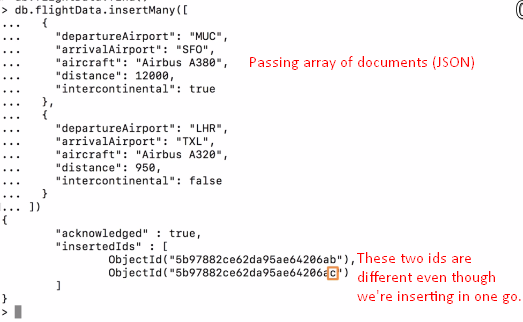 > db.flightData.insertMany([
... {
... "departureAirport": "MUC",
... "arrivalAirport": "SFO",
... "aircraft": "Airbus A380",
... "distance": 12000,
... "intercontinental": true
... },
... {
... "departureAirport": "LHR",
... "arrivalAirport": "TXL",
... "aircraft": "Airbus A320",
... "distance": 950,
... "intercontinental": false
... }
... ])
{
"acknowledged" : true,
"insertedIds" : [
ObjectId("5b97882ce62da95ae64206ab"),
ObjectId("5b97882ce62da95ae64206ac")
]
}
>
Passing array of documents (JSON)
These two ids are
different even though
we're inserting in one go.